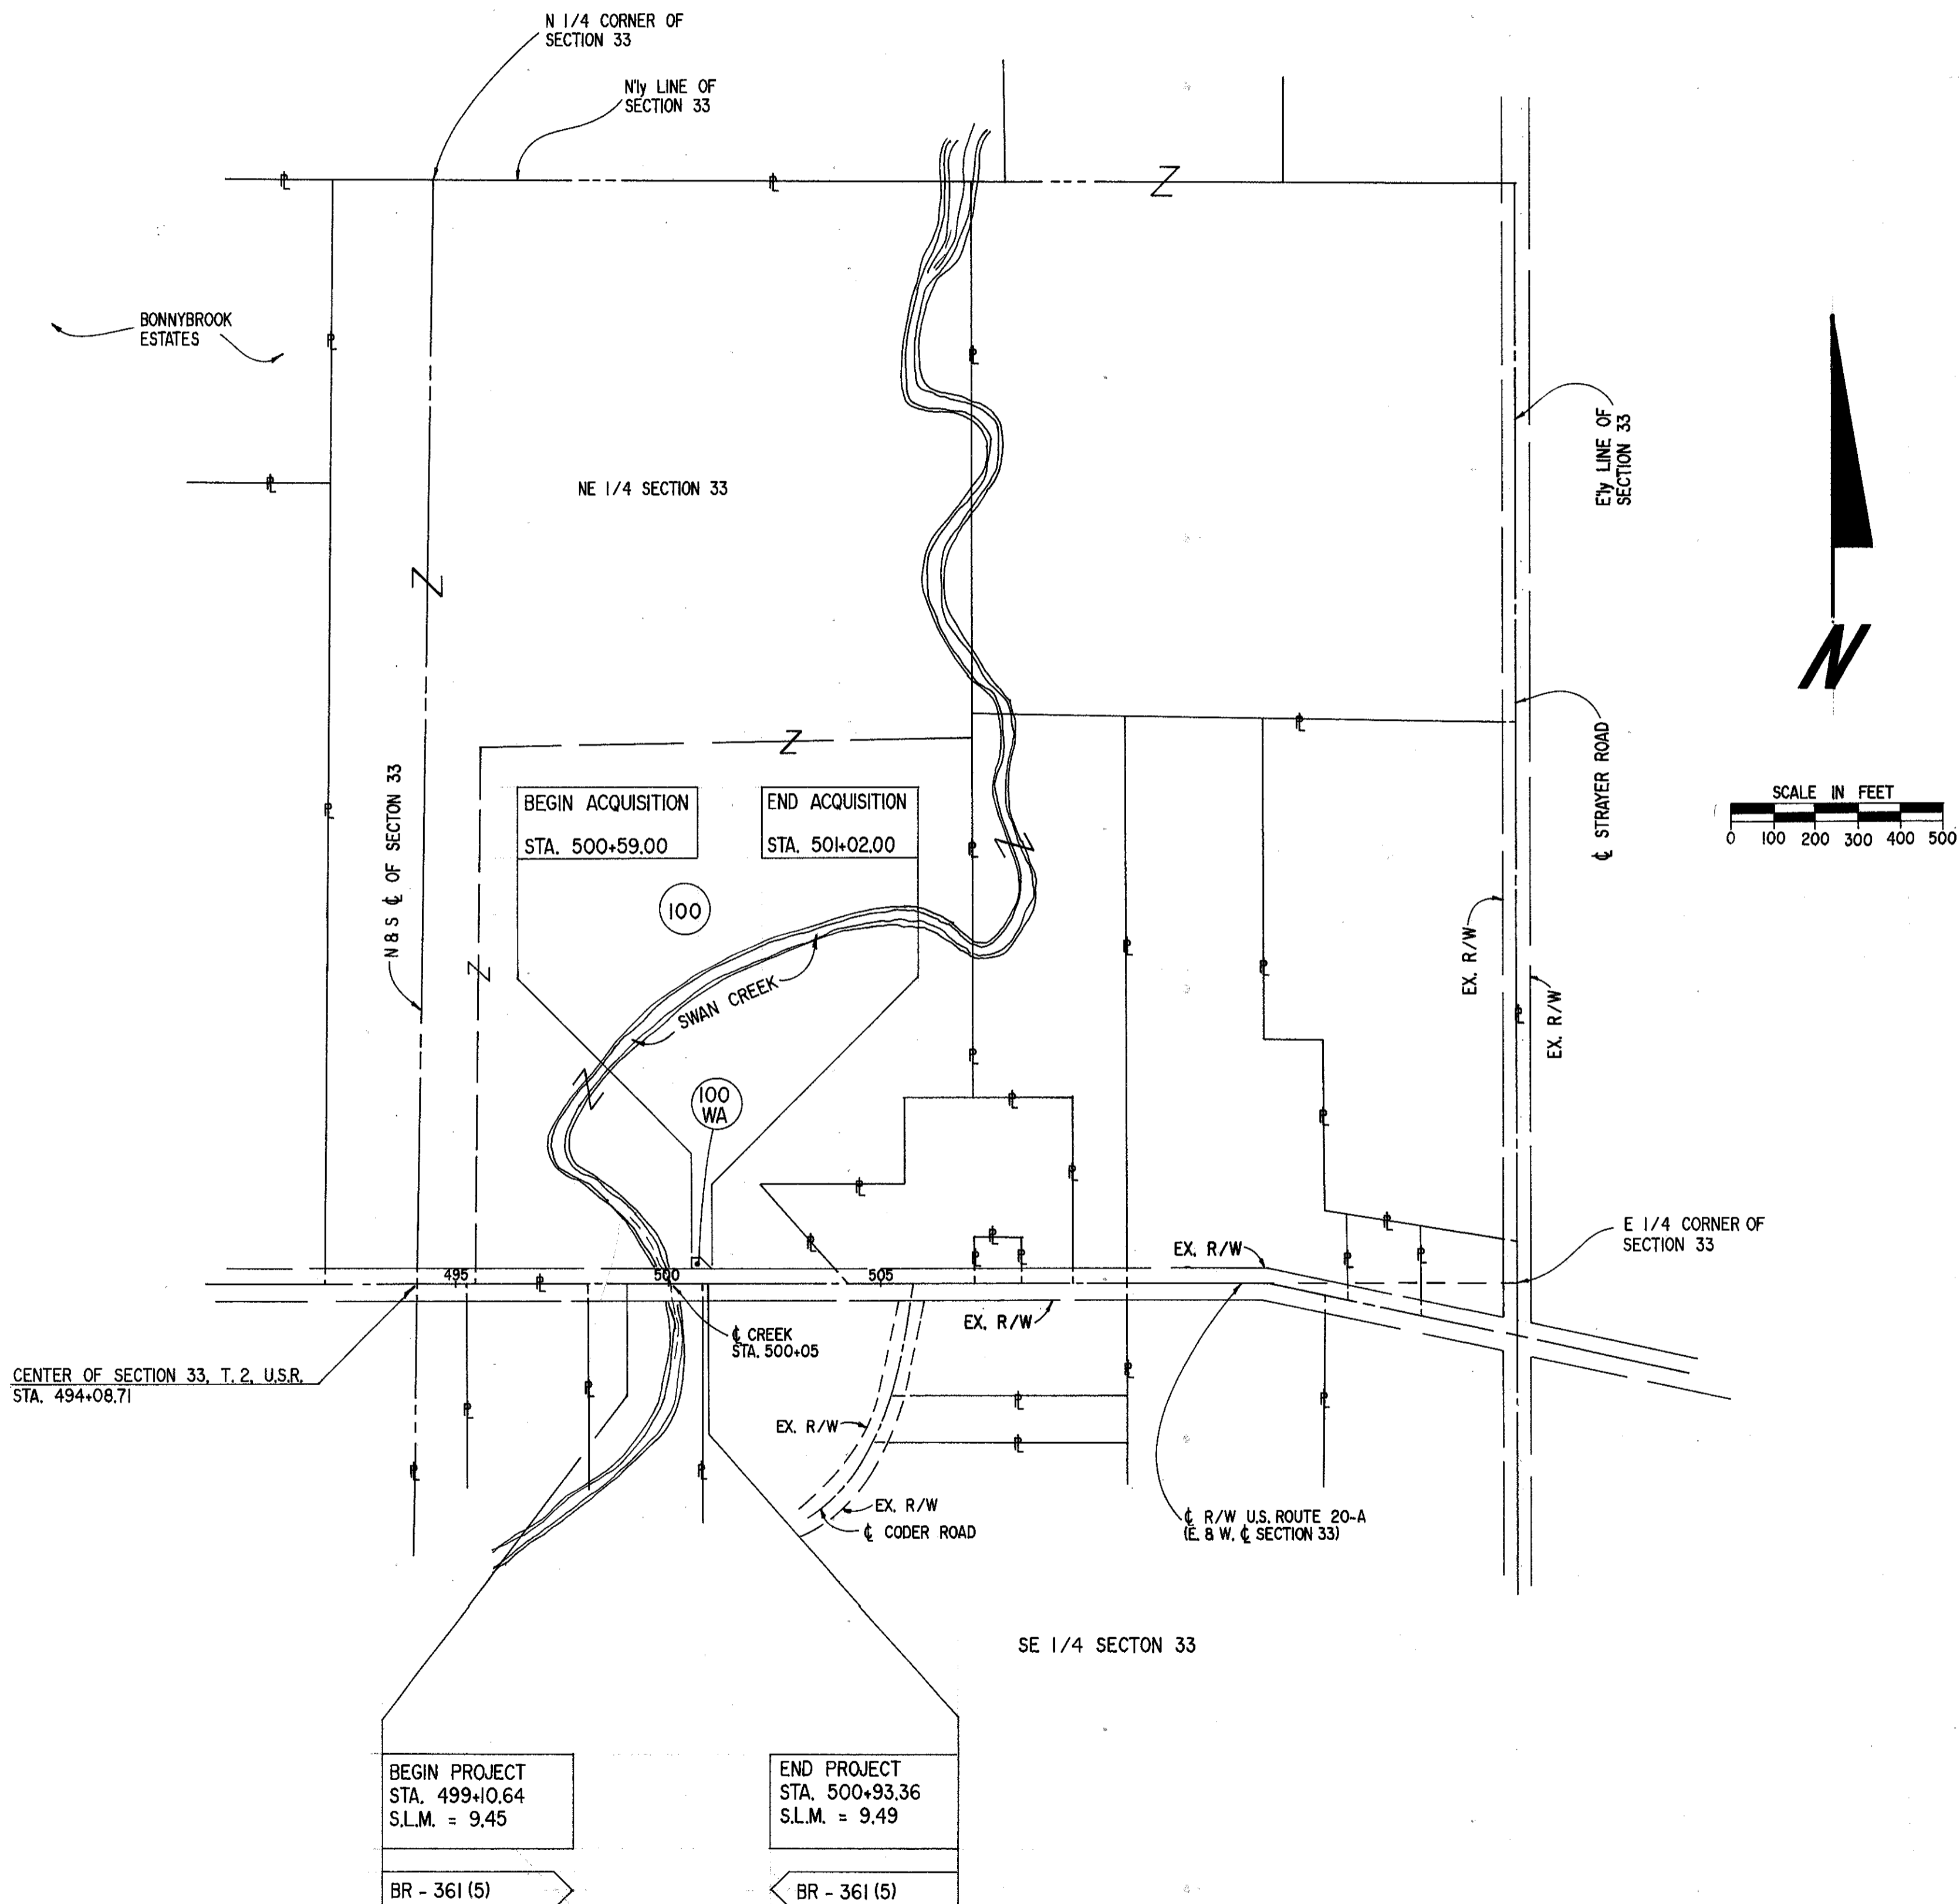 N 1/4 CORNER OF
SECTION 33
N'ly LINE OF
SECTION 33
BONNYBROOK
ESTATES
NE 1/4 SECTION 33
E'ly LINE OF
SECTION 33
N
N & S ℄ OF SECTON 33
BEGIN ACQUISITION
STA. 500+59.00
END ACQUISITION
STA. 501+02.00
℄ STRAYER ROAD
SCALE IN FEET
0 100 200 300 400 500
100
SWAN CREEK
EX. R/W
EX. R/W
100
WA
E 1/4 CORNER OF
SECTION 33
EX. R/W
495
500
505
EX. R/W
℄ CREEK
STA. 500+05
CENTER OF SECTION 33, T. 2, U.S.R.
STA. 494+08.71
EX. R/W
EX. R/W
℄ CODER ROAD
℄ R/W U.S. ROUTE 20-A
(E. & W. ℄ SECTION 33)
SE 1/4 SECTON 33
BEGIN PROJECT
STA. 499+10.64
S.L.M. = 9.45
END PROJECT
STA. 500+93.36
S.L.M. = 9.49
BR - 361 (5)
BR - 361 (5)